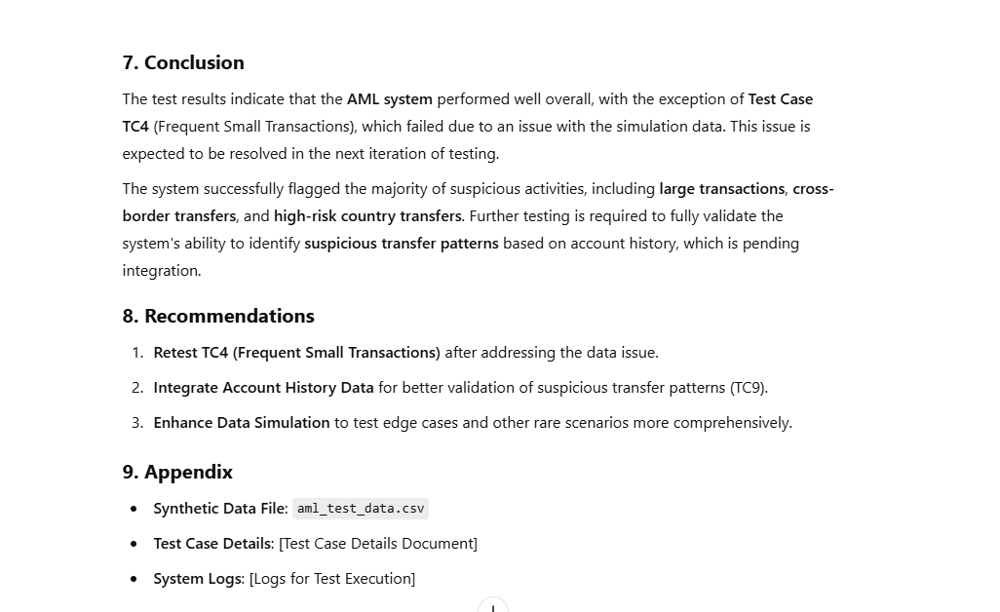 7. Conclusion
The test results indicate that the AML system performed well overall, with the exception of Test Case
TC4 (Frequent Small Transactions), which failed due to an issue with the simulation data. This issue is
expected to be resolved in the next iteration of testing.
The system successfully flagged the majority of suspicious activities, including large transactions, cross-
border transfers, and high-risk country transfers. Further testing is required to fully validate the
system's ability to identify suspicious transfer patterns based on account history, which is pending
integration.
8. Recommendations
1. Retest TC4 (Frequent Small Transactions) after addressing the data issue.
2. Integrate Account History Data for better validation of suspicious transfer patterns (TC9).
3. Enhance Data Simulation to test edge cases and other rare scenarios more comprehensively.
9. Appendix
• Synthetic Data File: aml_test_data.csv
• Test Case Details: [Test Case Details Document]
• System Logs: [Logs for Test Execution]